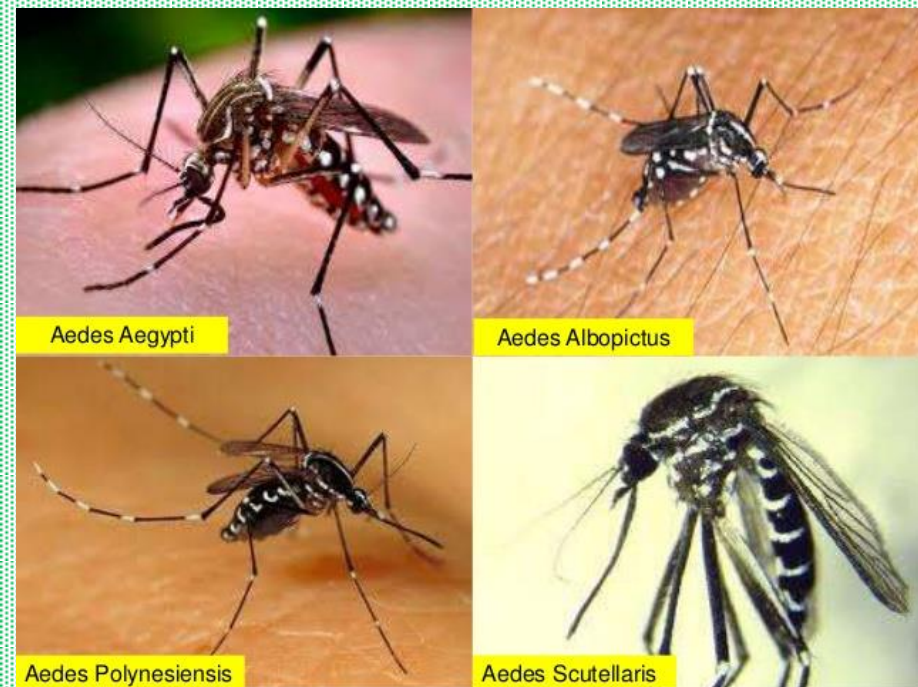 Aedes Aegypti
Aedes Albopictus
Aedes Polynesiensis
Aedes Scutellaris